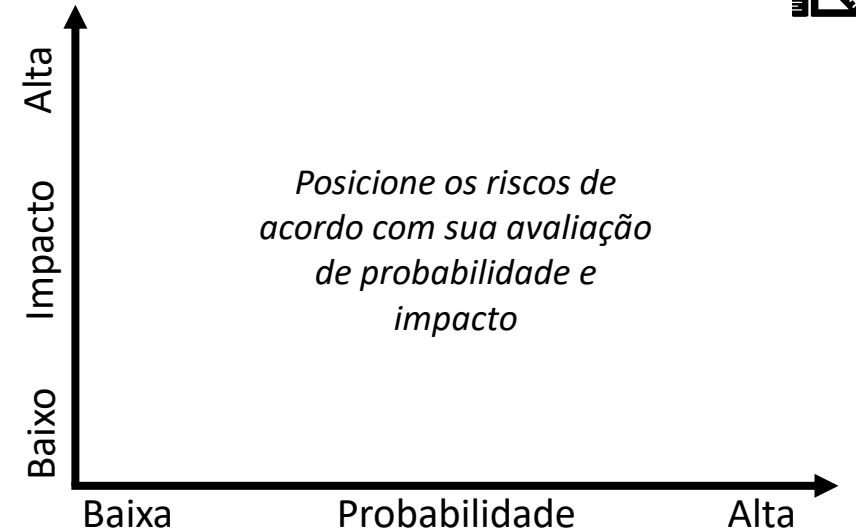 Alta
Impacto
Baixo
Posicione os riscos de
acordo com sua avaliação
de probabilidade e
impacto
Baixa
Probabilidade
Alta